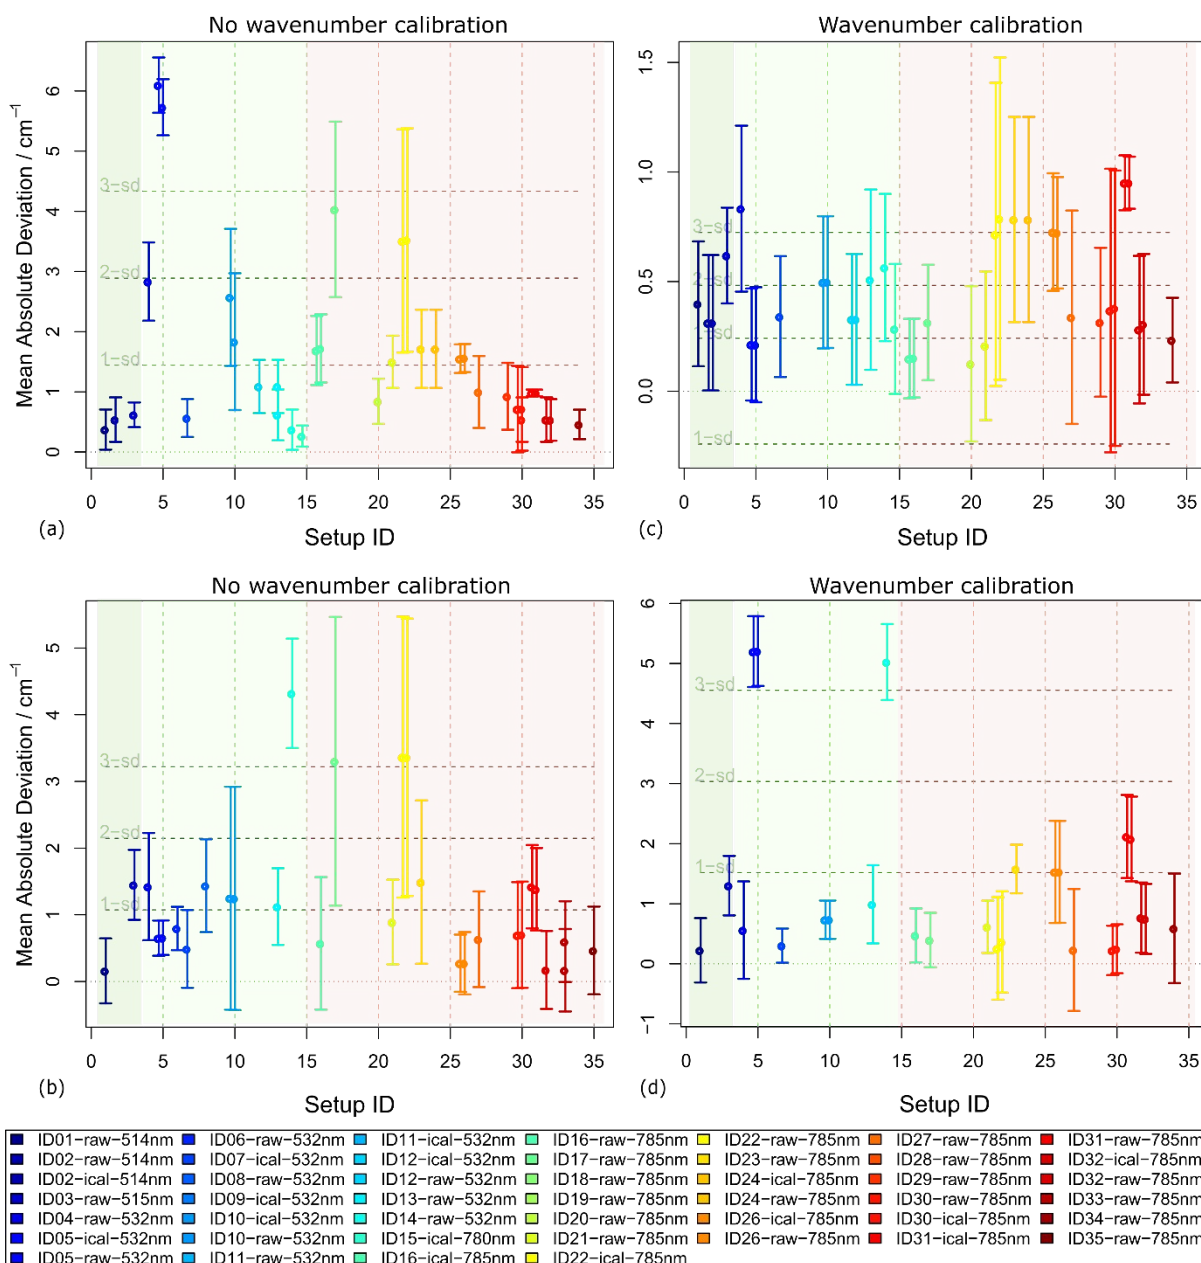 No wavenumber calibration
Mean Absolute Deviation / cm⁻¹
6
5
4
3
2
1
0
3-sd
2-sd
1-sd
0 5 10 15 20 25 30 35
(a)
Setup ID
Wavenumber calibration
1.5
1.0
0.5
0.0
3-sd
2-sd
1-sd
1-sd
0 5 10 15 20 25 30 35
(c)
Setup ID
No wavenumber calibration
Mean Absolute Deviation / cm⁻¹
5
4
3
2
1
0
3-sd
2-sd
1-sd
0 5 10 15 20 25 30 35
(b)
Setup ID
Wavenumber calibration
6
5
4
3
2
1
0
−1
3-sd
2-sd
1-sd
0 5 10 15 20 25 30 35
(d)
Setup ID
ID01−raw−514nm ID06−raw−532nm ID11−ical−532nm ID16−raw−785nm ID22−raw−785nm ID27−raw−785nm ID31−raw−785nm
ID02−raw−514nm ID07−ical−532nm ID12−ical−532nm ID17−raw−785nm ID23−raw−785nm ID28−raw−785nm ID32−ical−785nm
ID02−ical−514nm ID08−raw−532nm ID12−raw−532nm ID18−raw−785nm ID24−ical−785nm ID29−raw−785nm ID32−raw−785nm
ID03−raw−515nm ID09−ical−532nm ID13−raw−532nm ID19−raw−785nm ID24−raw−785nm ID30−raw−785nm ID33−raw−785nm
ID04−raw−532nm ID10−ical−532nm ID14−raw−532nm ID20−raw−785nm ID26−ical−785nm ID30−ical−785nm ID34−raw−785nm
ID05−ical−532nm ID10−raw−532nm ID15−ical−780nm ID21−raw−785nm ID26−raw−785nm ID31−ical−785nm ID35−raw−785nm
ID05−raw−532nm ID11−raw−532nm ID16−ical−785nm ID22−ical−785nm